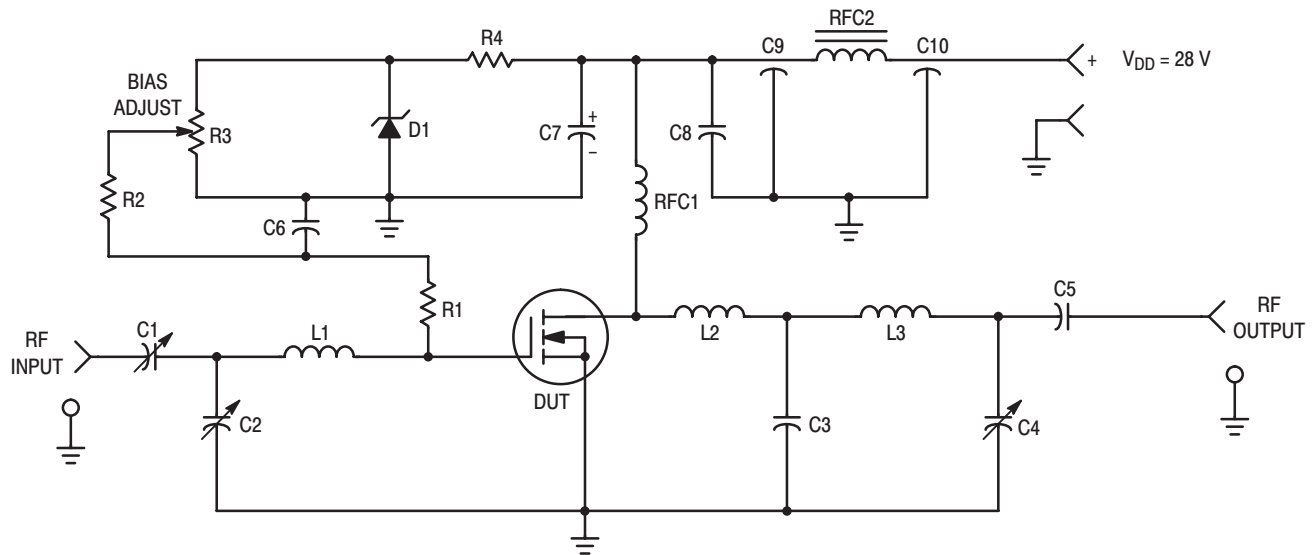 RFC2
R4
C9
C10
+ V_DD = 28 V
BIAS
ADJUST
R3
D1
C7
+
–
C8
R2
C6
RFC1
R1
C5
C1
L1
L2
L3
RF
INPUT
RF
OUTPUT
DUT
C2
C3
C4